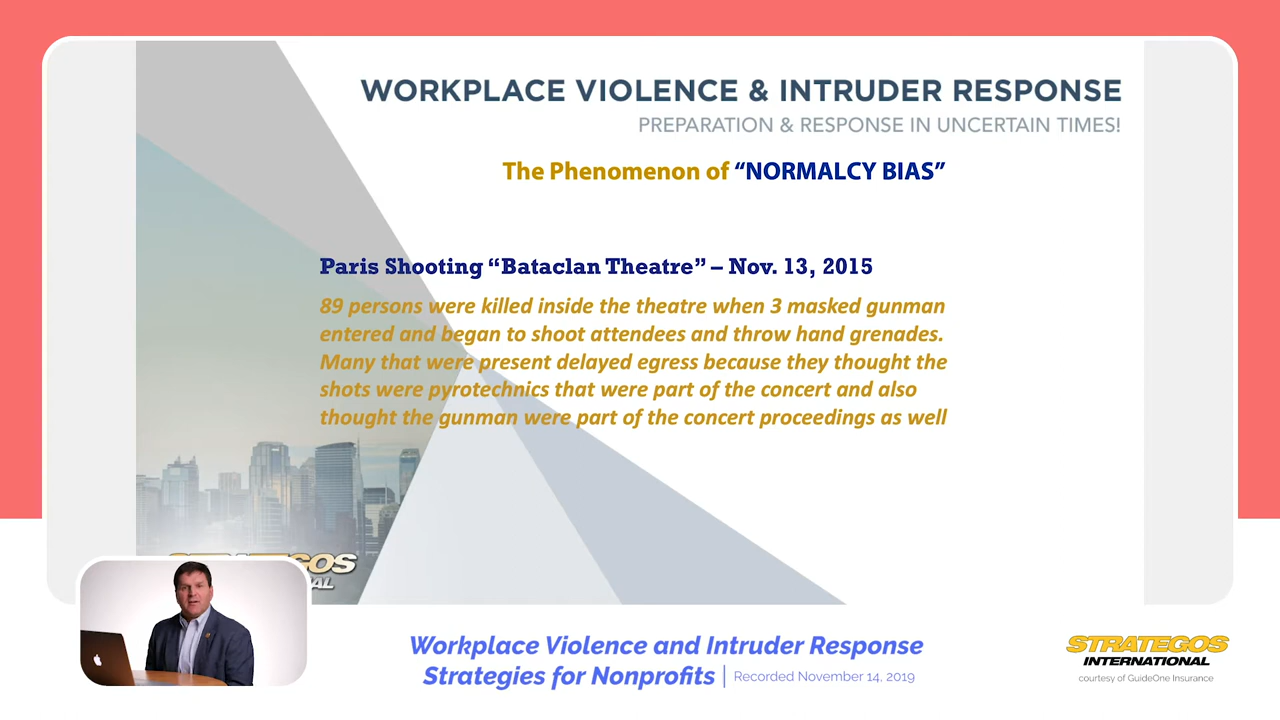 WORKPLACE VIOLENCE & INTRUDER RESPONSE
PREPARATION & RESPONSE IN UNCERTAIN TIMES!
The Phenomenon of “NORMALCY BIAS”
Paris Shooting “Bataclan Theatre” – Nov. 13, 2015
89 persons were killed inside the theatre when 3 masked gunman
entered and began to shoot attendees and throw hand grenades.
Many that were present delayed egress because they thought the
shots were pyrotechnics that were part of the concert and also
thought the gunman were part of the concert proceedings as well
Workplace Violence and Intruder Response
Strategies for Nonprofits | Recorded November 14, 2019
STRATEGOS
INTERNATIONAL
courtesy of GuideOne Insurance